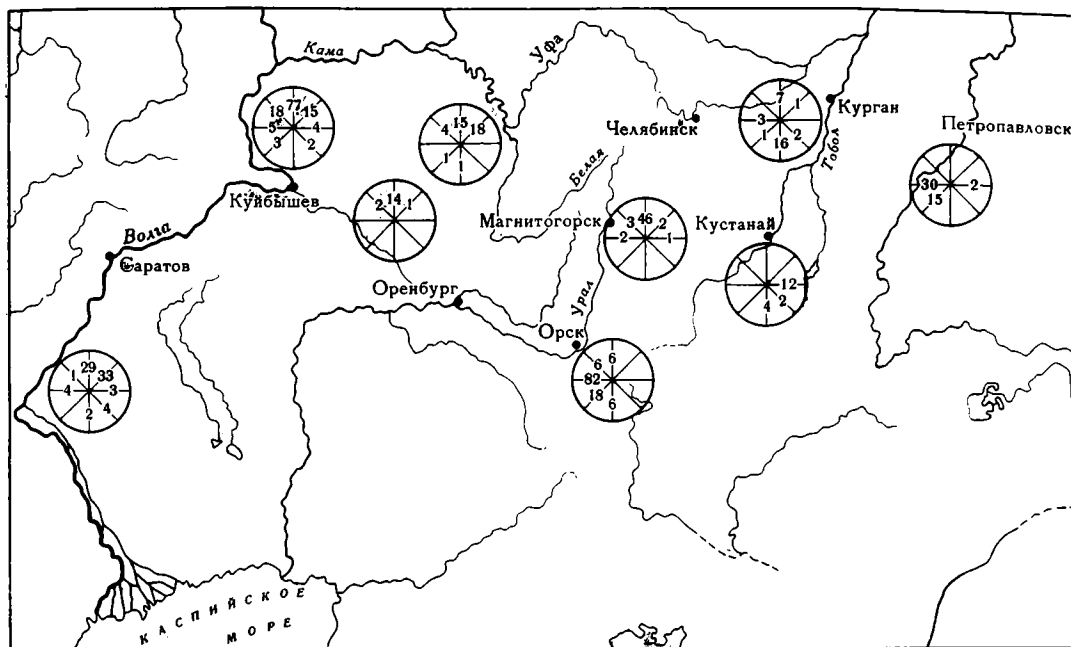 Кама
Уфа
18 77 15
5 4
3 2
4 15 18
1 1
7 1
3 2
1 16
Курган
Челябинск
Тобол
Петропавловск
30 2
15
Белая
Куйбышев
2 14 1
Магнитогорск
3 46 2
2 1
Кустанай
Волга
Саратов
12
4 2
Оренбург
Урал
Орск
6 6
82
18 6
1 29 33
4 3
2 4
КАСПИЙСКОЕ
МОРЕ